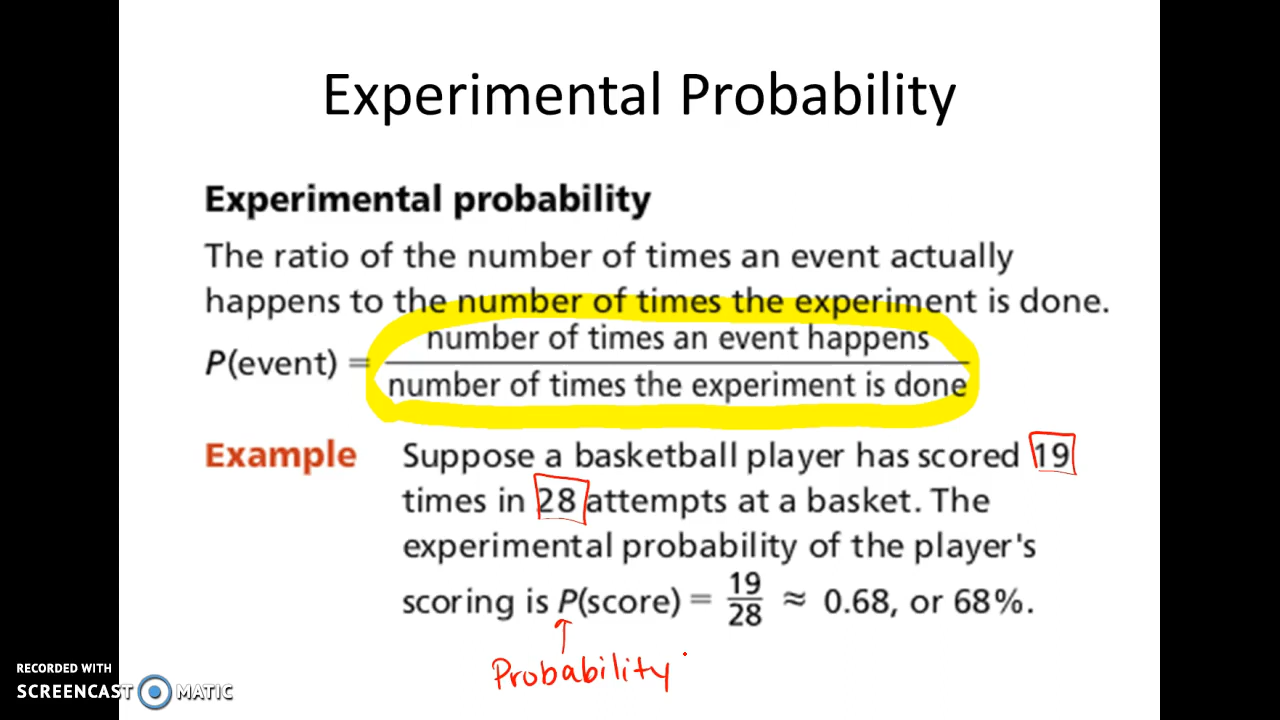 Experimental Probability
Experimental probability
The ratio of the number of times an event actually
happens to the number of times the experiment is done.
P(event) = number of times an event happens
number of times the experiment is done
Example Suppose a basketball player has scored 19
times in 28 attempts at a basket. The
experimental probability of the player's
scoring is P(score) = 19/28 ≈ 0.68, or 68%.
↑
Probability
RECORDED WITH
SCREENCAST MATIC